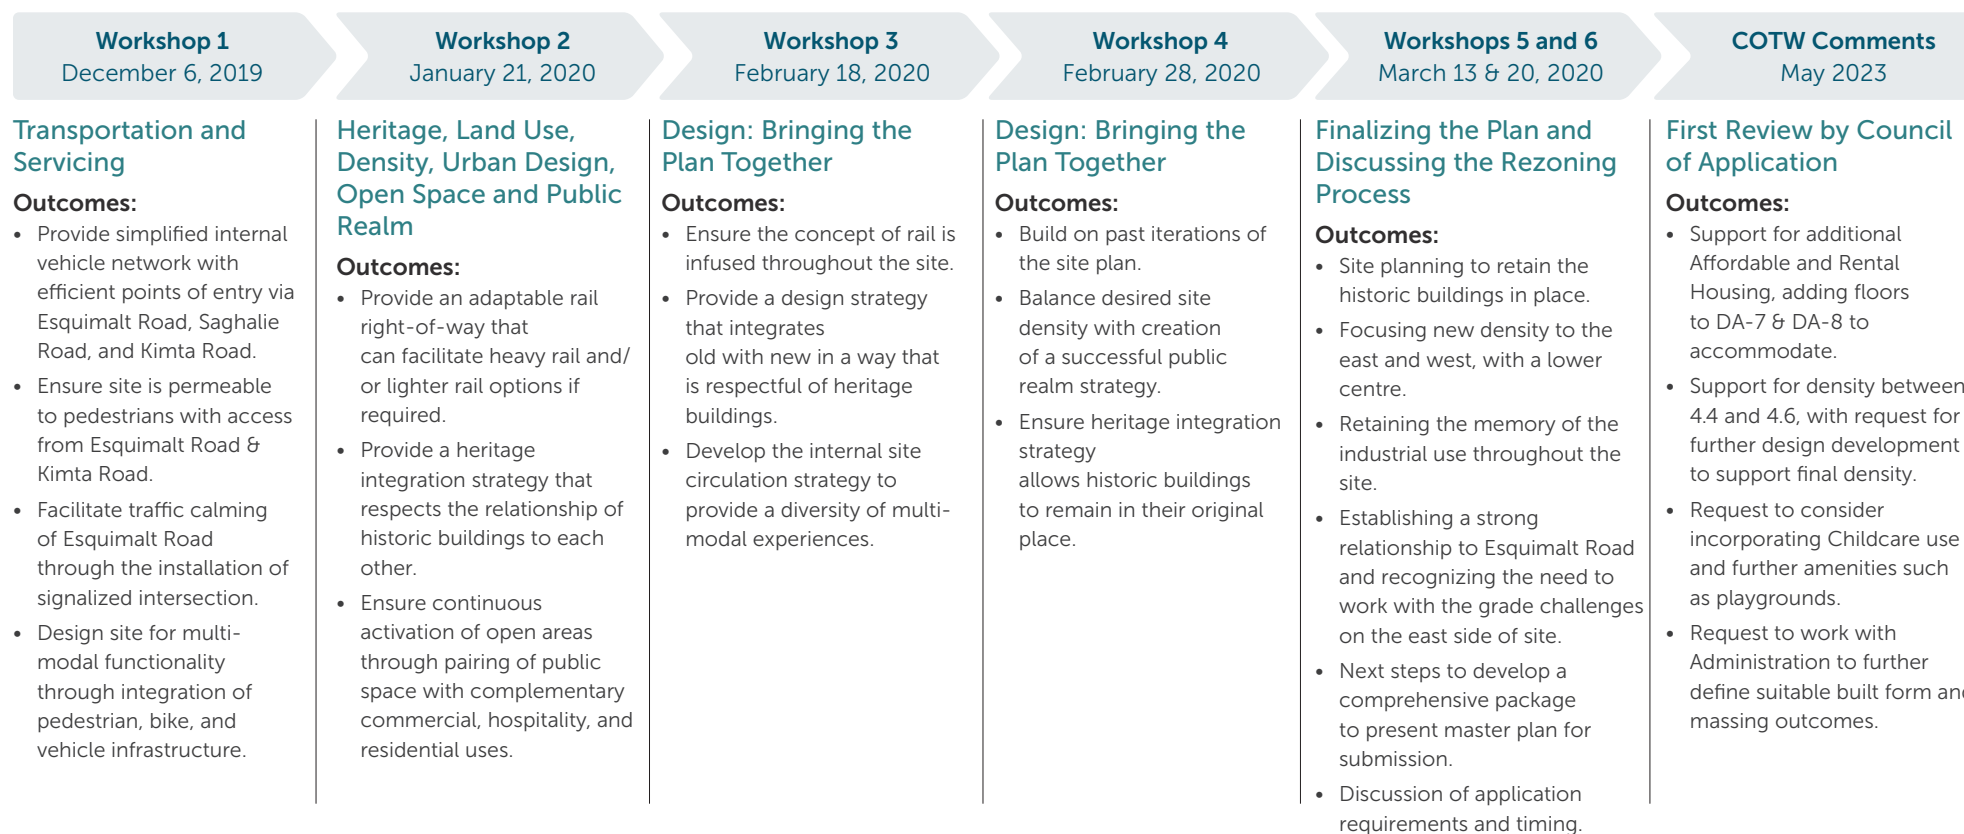 Workshop 1
December 6, 2019
Transportation and
Servicing
Outcomes:
• Provide simplified internal
vehicle network with
efficient points of entry via
Esquimalt Road, Saghalie
Road, and Kimta Road.
• Ensure site is permeable
to pedestrians with access
from Esquimalt Road &
Kimta Road.
• Facilitate traffic calming
of Esquimalt Road
through the installation of
signalized intersection.
• Design site for multi-
modal functionality
through integration of
pedestrian, bike, and
vehicle infrastructure.
Workshop 2
January 21, 2020
Heritage, Land Use,
Density, Urban Design,
Open Space and Public
Realm
Outcomes:
• Provide an adaptable rail
right-of-way that
can facilitate heavy rail and/
or lighter rail options if
required.
• Provide a heritage
integration strategy that
respects the relationship of
historic buildings to each
other.
• Ensure continuous
activation of open areas
through pairing of public
space with complementary
commercial, hospitality, and
residential uses.
Workshop 3
February 18, 2020
Design: Bringing the
Plan Together
Outcomes:
• Ensure the concept of rail is
infused throughout the site.
• Provide a design strategy
that integrates
old with new in a way that
is respectful of heritage
buildings.
• Develop the internal site
circulation strategy to
provide a diversity of multi-
modal experiences.
Workshop 4
February 28, 2020
Design: Bringing the
Plan Together
Outcomes:
• Build on past iterations of
the site plan.
• Balance desired site
density with creation
of a successful public
realm strategy.
• Ensure heritage integration
strategy
allows historic buildings
to remain in their original
place.
Workshops 5 and 6
March 13 & 20, 2020
Finalizing the Plan and
Discussing the Rezoning
Process
Outcomes:
• Site planning to retain the
historic buildings in place.
• Focusing new density to the
east and west, with a lower
centre.
• Retaining the memory of the
industrial use throughout the
site.
• Establishing a strong
relationship to Esquimalt Road
and recognizing the need to
work with the grade challenges
on the east side of site.
• Next steps to develop a
comprehensive package
to present master plan for
submission.
• Discussion of application
requirements and timing.
COTW Comments
May 2023
First Review by Council
of Application
Outcomes:
• Support for additional
Affordable and Rental
Housing, adding floors
to DA-7 & DA-8 to
accommodate.
• Support for density between
4.4 and 4.6, with request for
further design development
to support final density.
• Request to consider
incorporating Childcare use
and further amenities such
as playgrounds.
• Request to work with
Administration to further
define suitable built form and
massing outcomes.